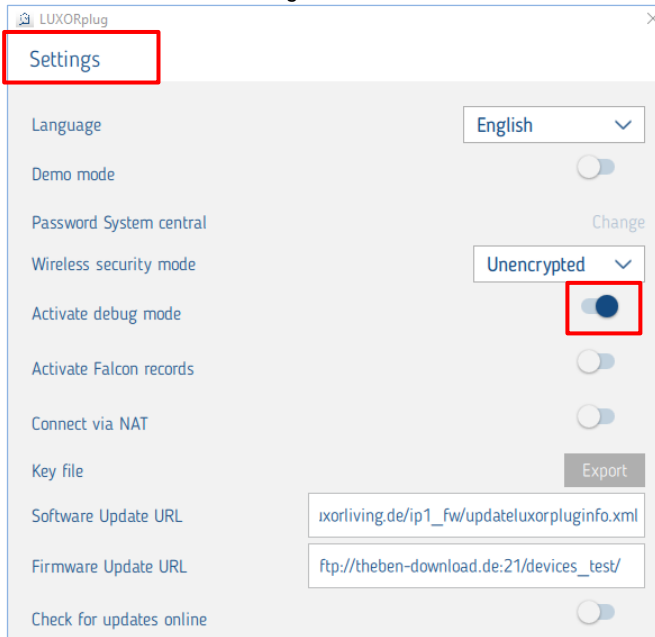 LUXORplug
Settings
Language English
Demo mode
Password System central Change
Wireless security mode Unencrypted
Activate debug mode
Activate Falcon records
Connect via NAT
Key file Export
Software Update URL ıxorliving.de/ip1_fw/updateluxorpluginfo.xml
Firmware Update URL ftp://theben-download.de:21/devices_test/
Check for updates online